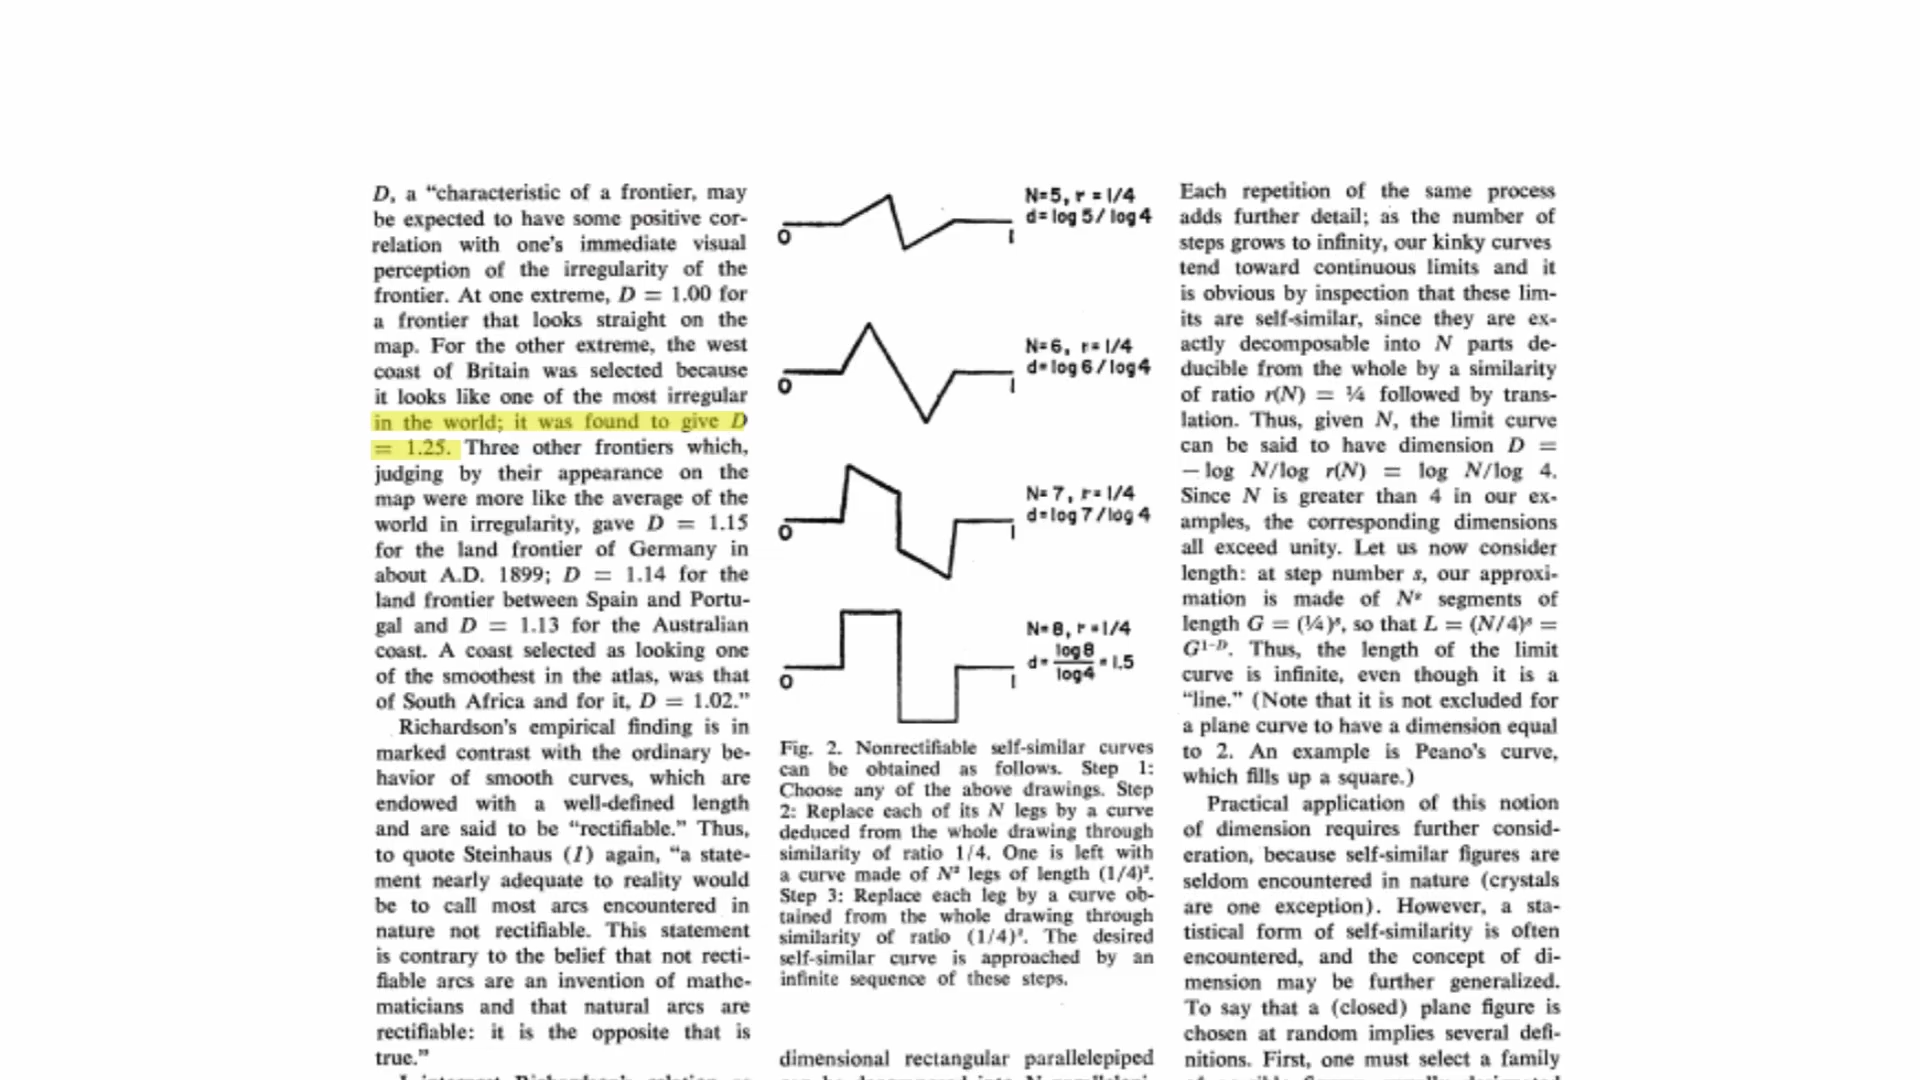 D, a “characteristic of a frontier, may
be expected to have some positive cor-
relation with one’s immediate visual
perception of the irregularity of the
frontier. At one extreme, D = 1.00 for
a frontier that looks straight on the
map. For the other extreme, the west
coast of Britain was selected because
it looks like one of the most irregular
in the world; it was found to give D
= 1.25. Three other frontiers which,
judging by their appearance on the
map were more like the average of the
world in irregularity, gave D = 1.15
for the land frontier of Germany in
about A.D. 1899; D = 1.14 for the
land frontier between Spain and Portu-
gal and D = 1.13 for the Australian
coast. A coast selected as looking one
of the smoothest in the atlas, was that
of South Africa and for it, D = 1.02.”
Richardson’s empirical finding is in
marked contrast with the ordinary be-
havior of smooth curves, which are
endowed with a well-defined length
and are said to be “rectifiable.” Thus,
to quote Steinhaus (1) again, “a state-
ment nearly adequate to reality would
be to call most arcs encountered in
nature not rectifiable. This statement
is contrary to the belief that not recti-
fiable arcs are an invention of mathe-
maticians and that natural arcs are
rectifiable: it is the opposite that is
true.”
N=5, r = 1/4
d= log 5/ log 4
0 1
N=6, r=1/4
d=log 6/log4
0 1
N=7, r=1/4
d=log 7/log 4
0 1
N=8, r=1/4
d= log8/log4 = 1.5
0 1
Fig. 2. Nonrectifiable self-similar curves
can be obtained as follows. Step 1:
Choose any of the above drawings. Step
2: Replace each of its N legs by a curve
deduced from the whole drawing through
similarity of ratio 1/4. One is left with
a curve made of N² legs of length (1/4)².
Step 3: Replace each leg by a curve ob-
tained from the whole drawing through
similarity of ratio (1/4)². The desired
self-similar curve is approached by an
infinite sequence of these steps.
dimensional rectangular parallelepiped
Each repetition of the same process
adds further detail; as the number of
steps grows to infinity, our kinky curves
tend toward continuous limits and it
is obvious by inspection that these lim-
its are self-similar, since they are ex-
actly decomposable into N parts de-
ducible from the whole by a similarity
of ratio r(N) = ¼ followed by trans-
lation. Thus, given N, the limit curve
can be said to have dimension D =
— log N/log r(N) = log N/log 4.
Since N is greater than 4 in our ex-
amples, the corresponding dimensions
all exceed unity. Let us now consider
length: at step number s, our approxi-
mation is made of Nˢ segments of
length G = (¼)ˢ, so that L = (N/4)ˢ =
G¹⁻ᴰ. Thus, the length of the limit
curve is infinite, even though it is a
“line.” (Note that it is not excluded for
a plane curve to have a dimension equal
to 2. An example is Peano’s curve,
which fills up a square.)
Practical application of this notion
of dimension requires further consid-
eration, because self-similar figures are
seldom encountered in nature (crystals
are one exception). However, a sta-
tistical form of self-similarity is often
encountered, and the concept of di-
mension may be further generalized.
To say that a (closed) plane figure is
chosen at random implies several defi-
nitions. First, one must select a family